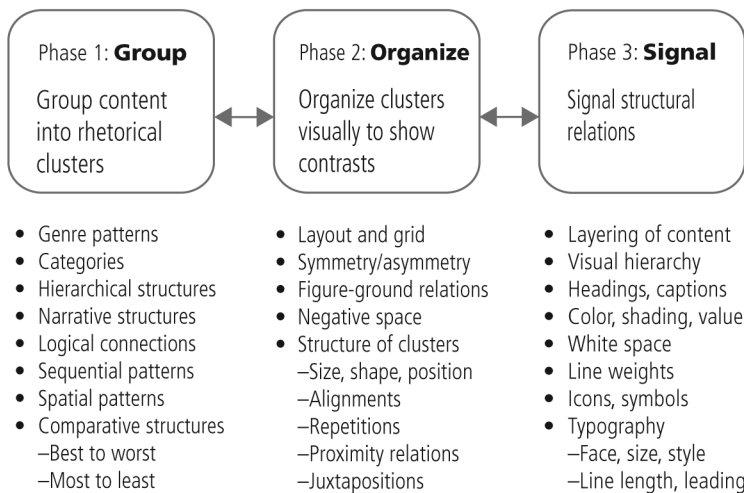 Phase 1: Group
Group content
into rhetorical
clusters
Phase 2: Organize
Organize clusters
visually to show
contrasts
Phase 3: Signal
Signal structural
relations
• Genre patterns
• Categories
• Hierarchical structures
• Narrative structures
• Logical connections
• Sequential patterns
• Spatial patterns
• Comparative structures
–Best to worst
–Most to least
• Layout and grid
• Symmetry/asymmetry
• Figure-ground relations
• Negative space
• Structure of clusters
–Size, shape, position
–Alignments
–Repetitions
–Proximity relations
–Juxtapositions
• Layering of content
• Visual hierarchy
• Headings, captions
• Color, shading, value
• White space
• Line weights
• Icons, symbols
• Typography
–Face, size, style
–Line length, leading